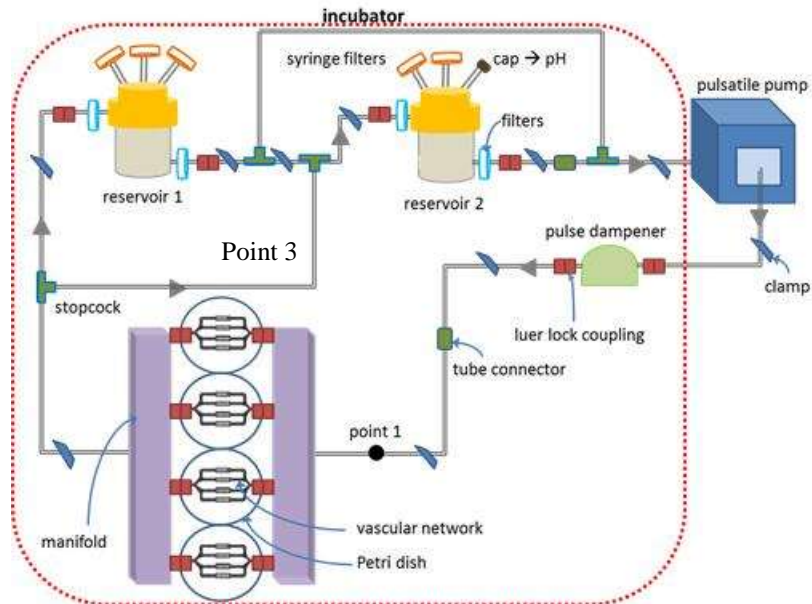 incubator
syringe filters
cap → pH
pulsatile pump
filters
reservoir 1
reservoir 2
Point 3
pulse dampener
stopcock
clamp
luer lock coupling
tube connector
point 1
vascular network
manifold
Petri dish